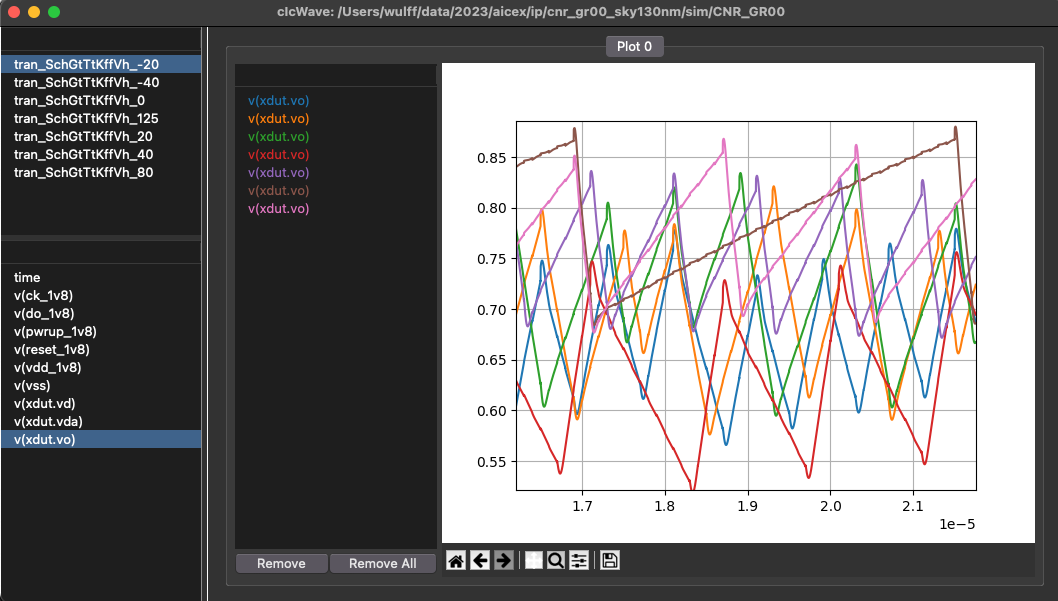 cIcWave: /Users/wulff/data/2023/aicex/ip/cnr_gr00_sky130nm/sim/CNR_GR00
tran_SchGtTtKffVh_-20
tran_SchGtTtKffVh_-40
tran_SchGtTtKffVh_0
tran_SchGtTtKffVh_125
tran_SchGtTtKffVh_20
tran_SchGtTtKffVh_40
tran_SchGtTtKffVh_80
time
v(ck_1v8)
v(do_1v8)
v(pwrup_1v8)
v(reset_1v8)
v(vdd_1v8)
v(vss)
v(xdut.vd)
v(xdut.vda)
v(xdut.vo)
Plot 0
v(xdut.vo)
v(xdut.vo)
v(xdut.vo)
v(xdut.vo)
v(xdut.vo)
v(xdut.vo)
v(xdut.vo)
Remove
Remove All
0.85
0.80
0.75
0.70
0.65
0.60
0.55
1.7
1.8
1.9
2.0
2.1
1e−5